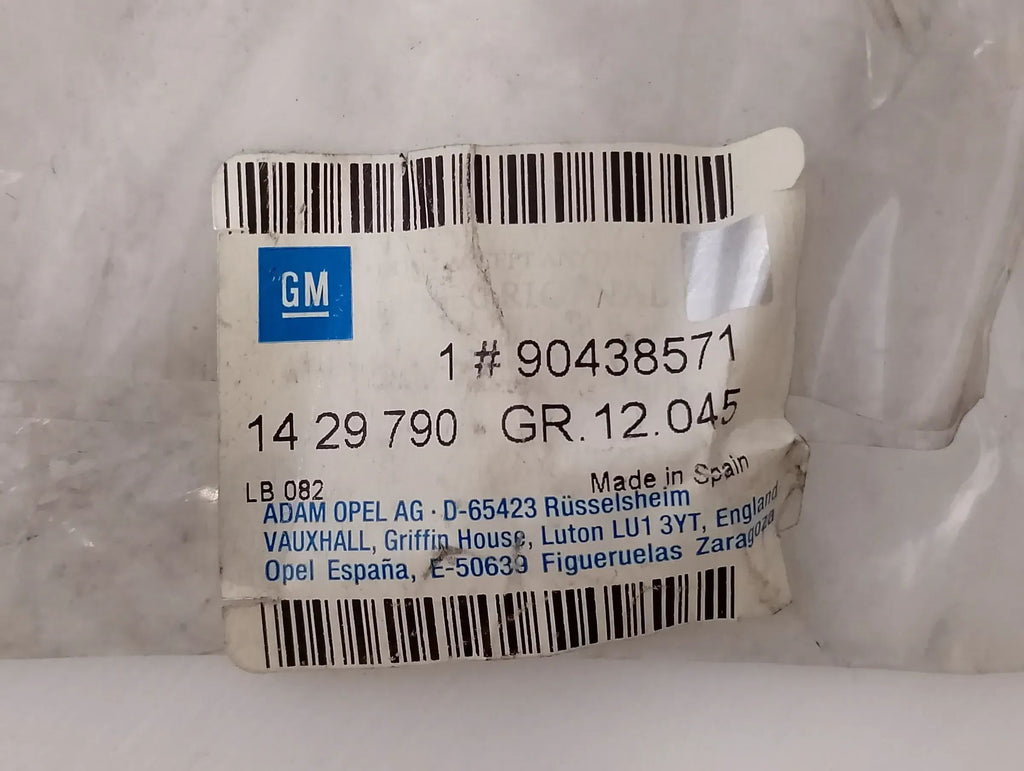 GM
ORIGINAL
1 # 90438571
14 29 790 GR. 12.045
LB 082
Made in Spain
ADAM OPEL AG · D-65423 Rüsselsheim
VAUXHALL, Griffin House, Luton LU1 3YT, England
Opel España, E-50639 Figueruelas Zaragoza